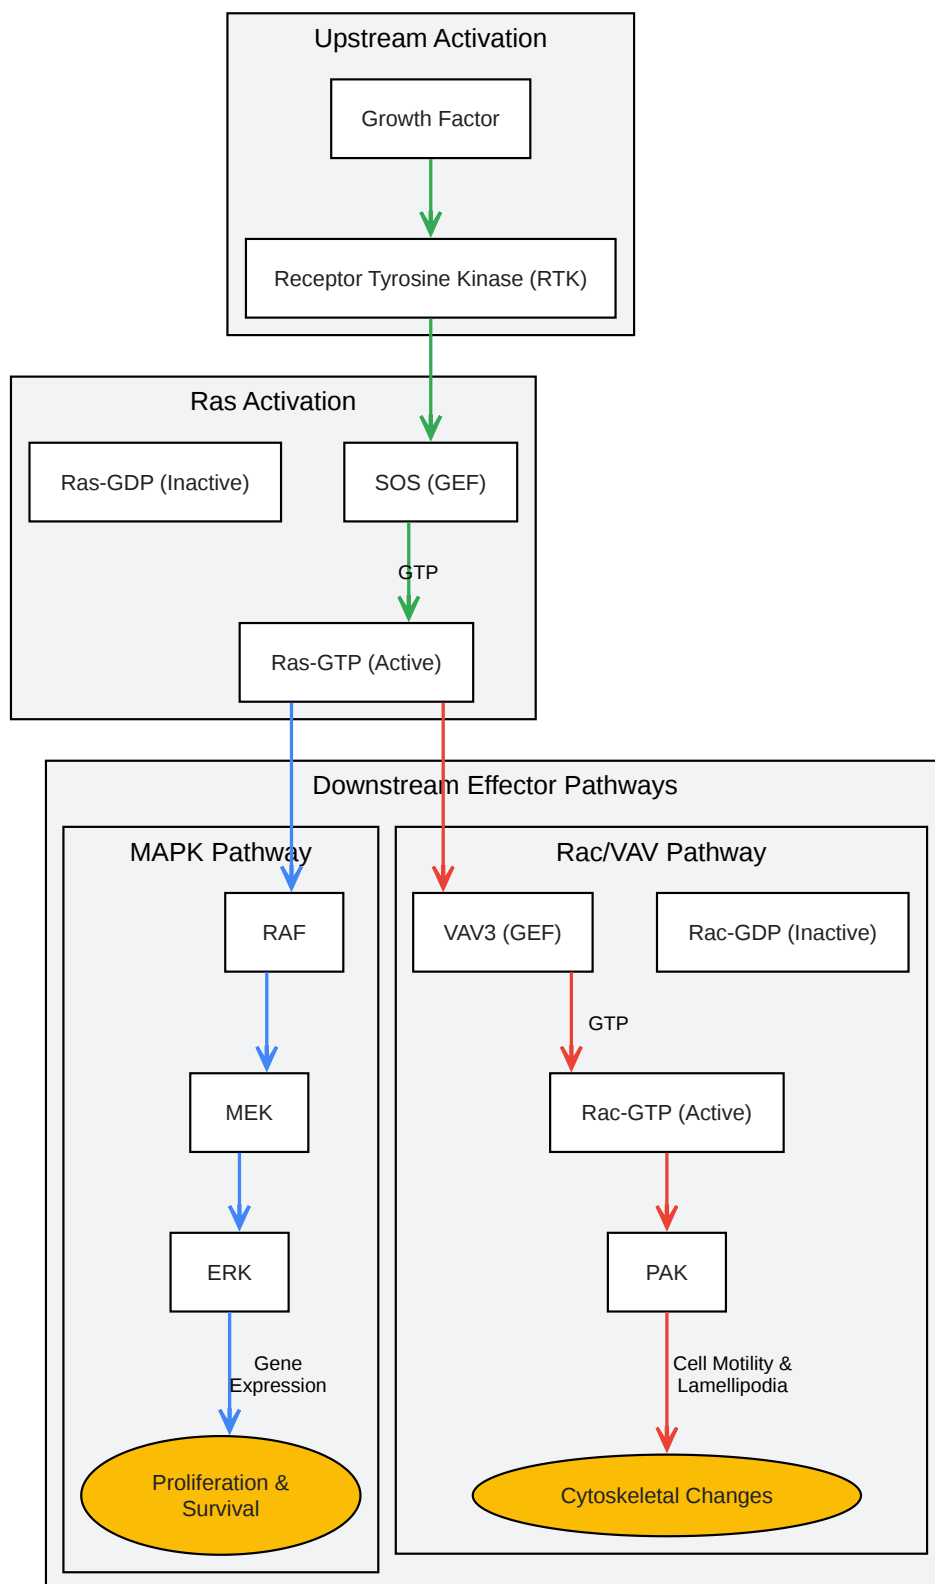 Upstream Activation
Growth Factor
Receptor Tyrosine Kinase (RTK)
Ras Activation
Ras-GDP (Inactive)
SOS (GEF)
GTP
Ras-GTP (Active)
Downstream Effector Pathways
MAPK Pathway
RAF
MEK
ERK
Gene
Expression
Proliferation &
Survival
Rac/VAV Pathway
VAV3 (GEF)
Rac-GDP (Inactive)
GTP
Rac-GTP (Active)
PAK
Cell Motility &
Lamellipodia
Cytoskeletal Changes